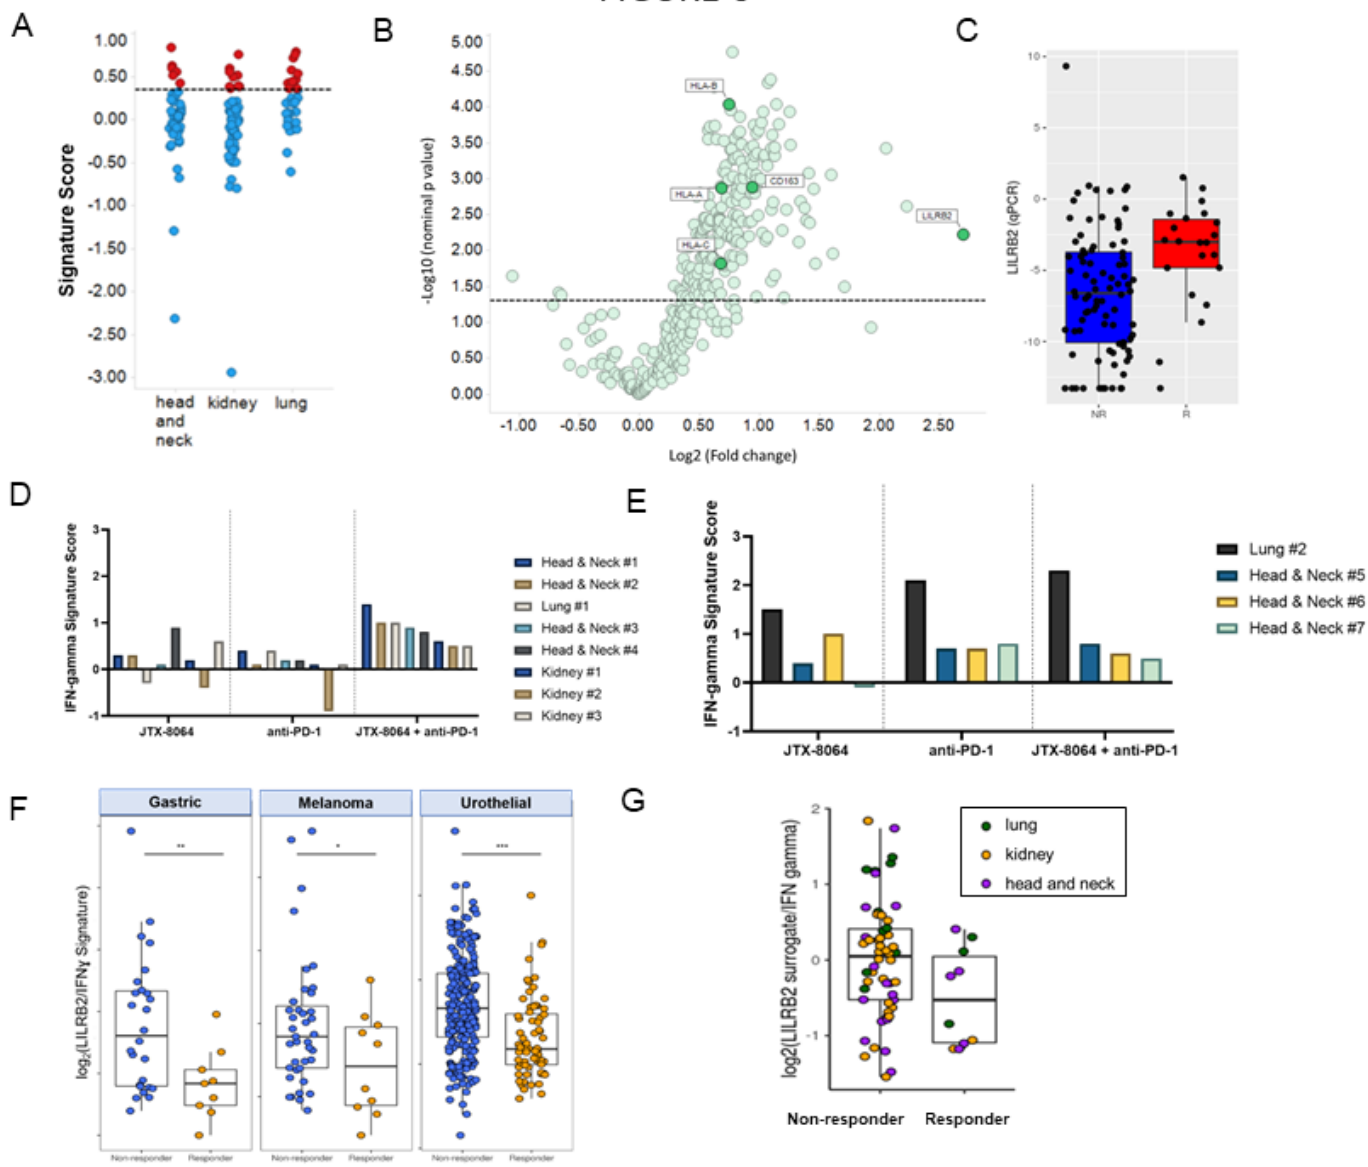 A
1.00
0.50
0.00
-0.50
-1.00
-1.50
-2.00
-2.50
-3.00
Signature Score
head and neck
kidney
lung
B
5.00
4.50
4.00
3.50
3.00
2.50
2.00
1.50
1.00
0.50
0.00
-Log10 (nominal p value)
HLA-B
HLA-A
CD163
LILRB2
HLA-C
-1.00 -0.50 0.00 0.50 1.00 1.50 2.00 2.50
Log2 (Fold change)
C
10
5
0
-5
-10
LILRB2 (qPCR)
NR R
D
3
2
1
0
-1
IFN-gamma Signature Score
JTX-8064 anti-PD-1 JTX-8064 + anti-PD-1
Head & Neck #1
Head & Neck #2
Lung #1
Head & Neck #3
Head & Neck #4
Kidney #1
Kidney #2
Kidney #3
E
3
2
1
0
-1
IFN-gamma Signature Score
JTX-8064 anti-PD-1 JTX-8064 + anti-PD-1
Lung #2
Head & Neck #5
Head & Neck #6
Head & Neck #7
F
Gastric Melanoma Urothelial
** * ***
log₂(LILRB2/IFNγ Signature)
Non-responder Responder Non-responder Responder Non-responder Responder
G
2
1
0
-1
log2(LILRB2 surrogate/IFN gamma)
lung
kidney
head and neck
Non-responder Responder